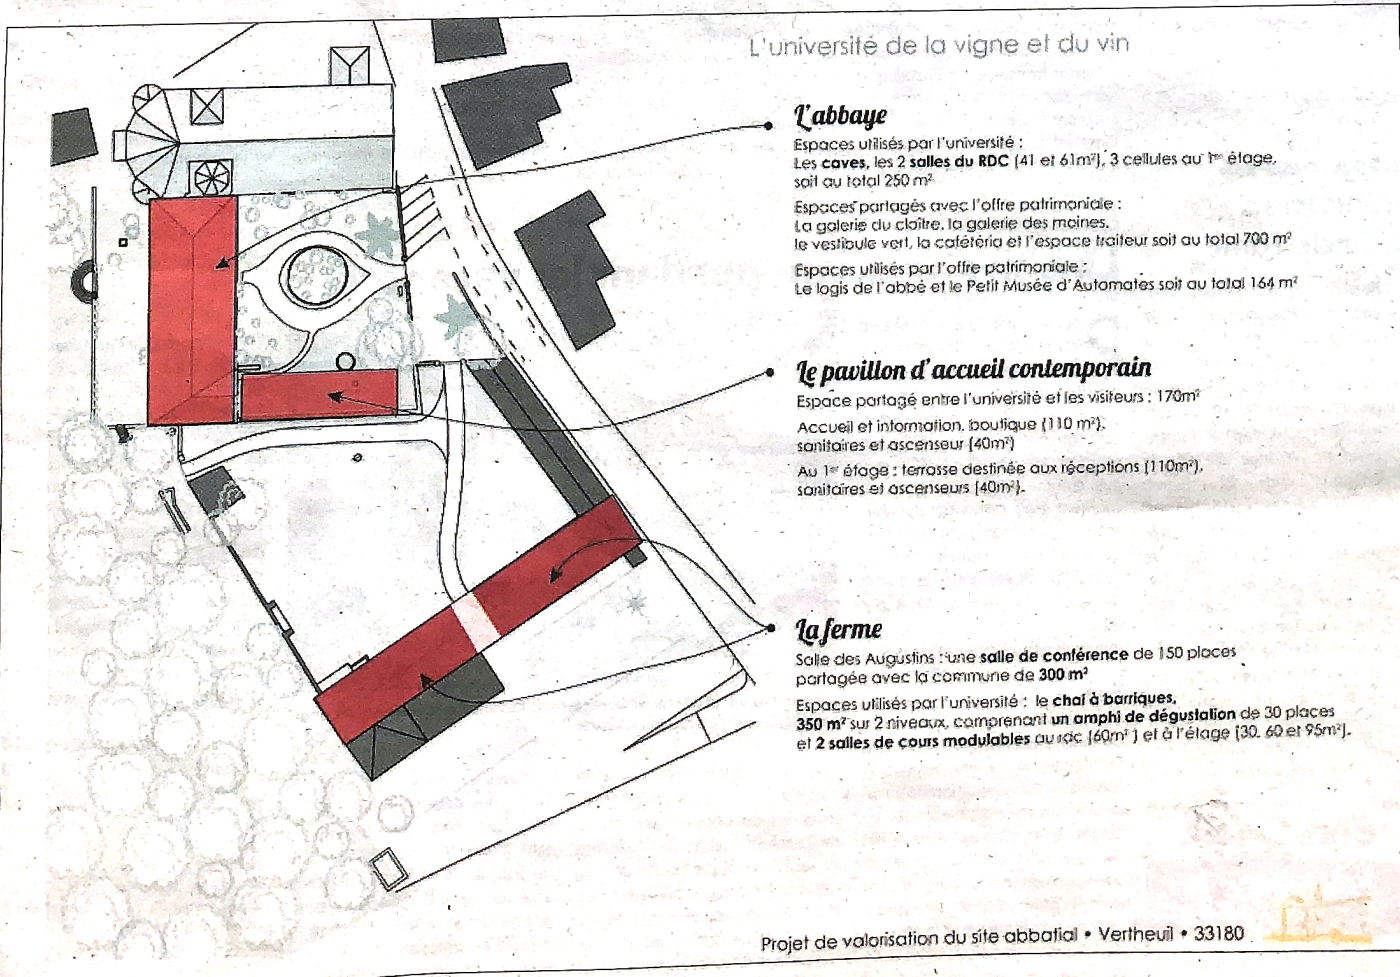 L'université de la vigne et du vin
L'abbaye
Espaces utilisés par l'université :
Les caves, les 2 salles du RDC (41 et 61m²), 3 cellules au 1er étage,
soit au total 250 m²
Espaces partagés avec l'offre patrimoniale :
La galerie du cloître, la galerie des moines,
le vestibule vert, la cafétéria et l'espace traiteur soit au total 700 m²
Espaces utilisés par l'offre patrimoniale :
Le logis de l'abbé et le Petit Musée d'Automates soit au total 164 m²
Le pavillon d'accueil contemporain
Espace partagé entre l'université et les visiteurs : 170m²
Accueil et information, boutique (110 m²),
sanitaires et ascenseur (40m²)
Au 1er étage : terrasse destinée aux réceptions (110m²),
sanitaires et ascenseurs (40m²).
La ferme
Salle des Augustins : une salle de conférence de 150 places
partagée avec la commune de 300 m²
Espaces utilisés par l'université : le chai à barriques,
350 m² sur 2 niveaux, comprenant un amphi de dégustation de 30 places
et 2 salles de cours modulables au rdc (60m² ) et à l'étage (30, 60 et 95m²).
Projet de valorisation du site abbatial • Vertheuil • 33180